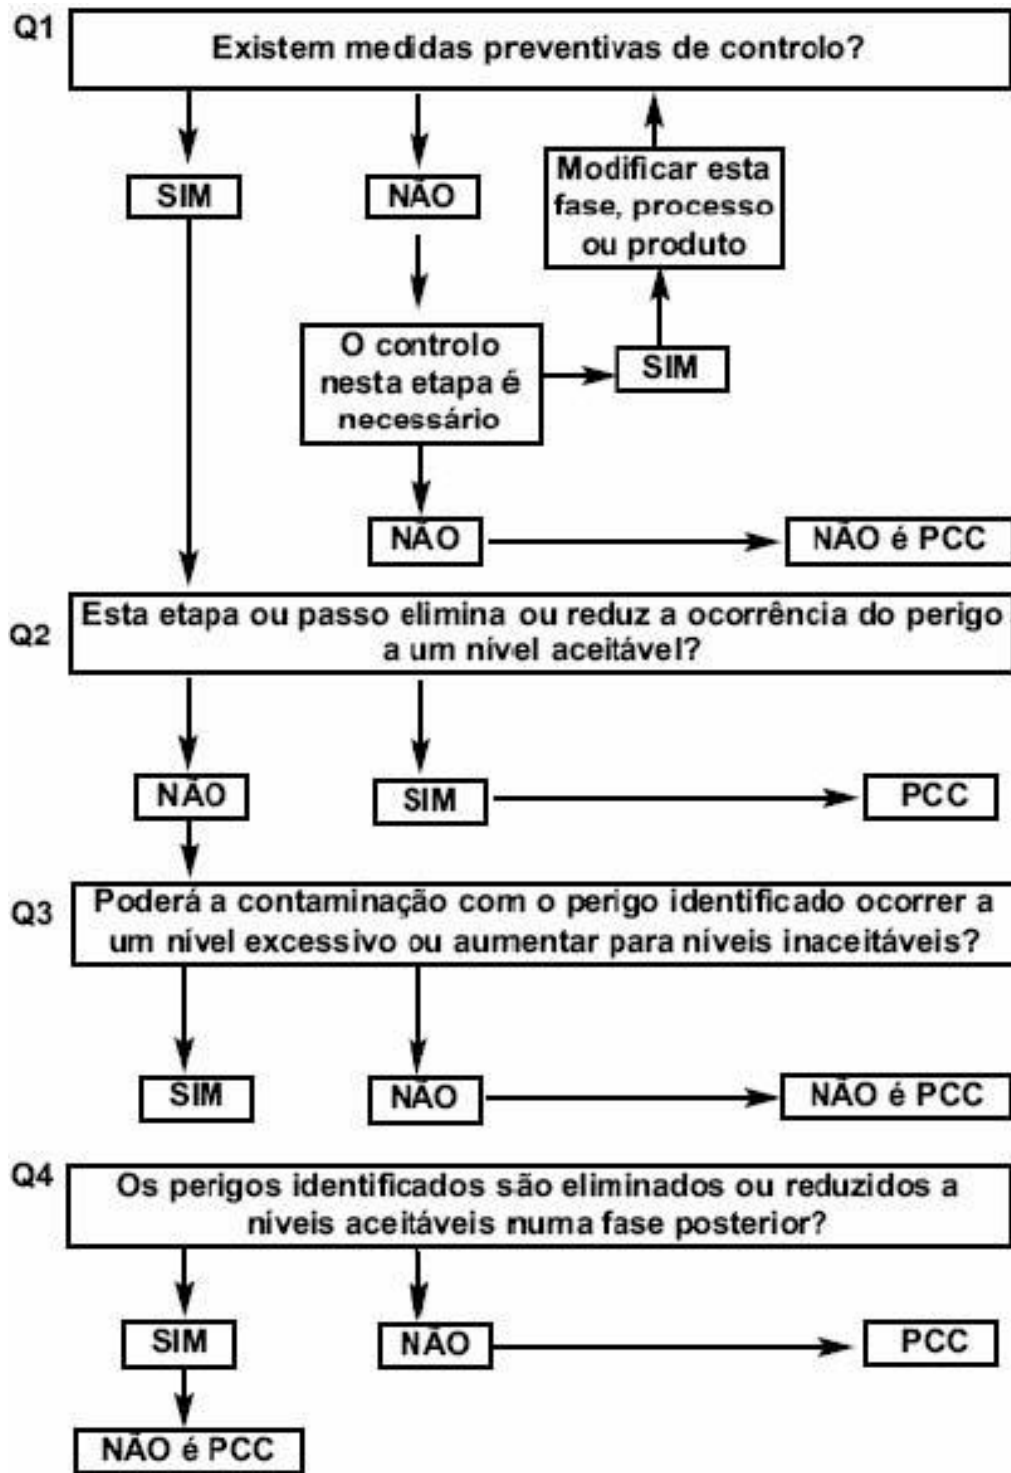 Q1
Existem medidas preventivas de controlo?
SIM
NÃO
Modificar esta
fase, processo
ou produto
O controlo
nesta etapa é
necessário
SIM
NÃO
NÃO é PCC
Q2
Esta etapa ou passo elimina ou reduz a ocorrência do perigo
a um nível aceitável?
NÃO
SIM
PCC
Q3
Poderá a contaminação com o perigo identificado ocorrer a
um nível excessivo ou aumentar para níveis inaceitáveis?
SIM
NÃO
NÃO é PCC
Q4
Os perigos identificados são eliminados ou reduzidos a
níveis aceitáveis numa fase posterior?
SIM
NÃO
PCC
NÃO é PCC